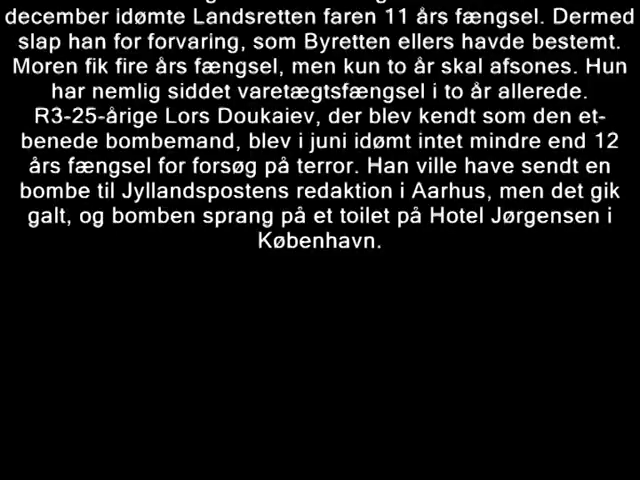 december idømte Landsretten faren 11 års fængsel. Dermed
slap han for forvaring, som Byretten ellers havde bestemt.
Moren fik fire års fængsel, men kun to år skal afsones. Hun
har nemlig siddet varetægtsfængsel i to år allerede.
R3-25-årige Lors Doukaiev, der blev kendt som den et-
benede bombemand, blev i juni idømt intet mindre end 12
års fængsel for forsøg på terror. Han ville have sendt en
bombe til Jyllandspostens redaktion i Aarhus, men det gik
galt, og bomben sprang på et toilet på Hotel Jørgensen i
København.